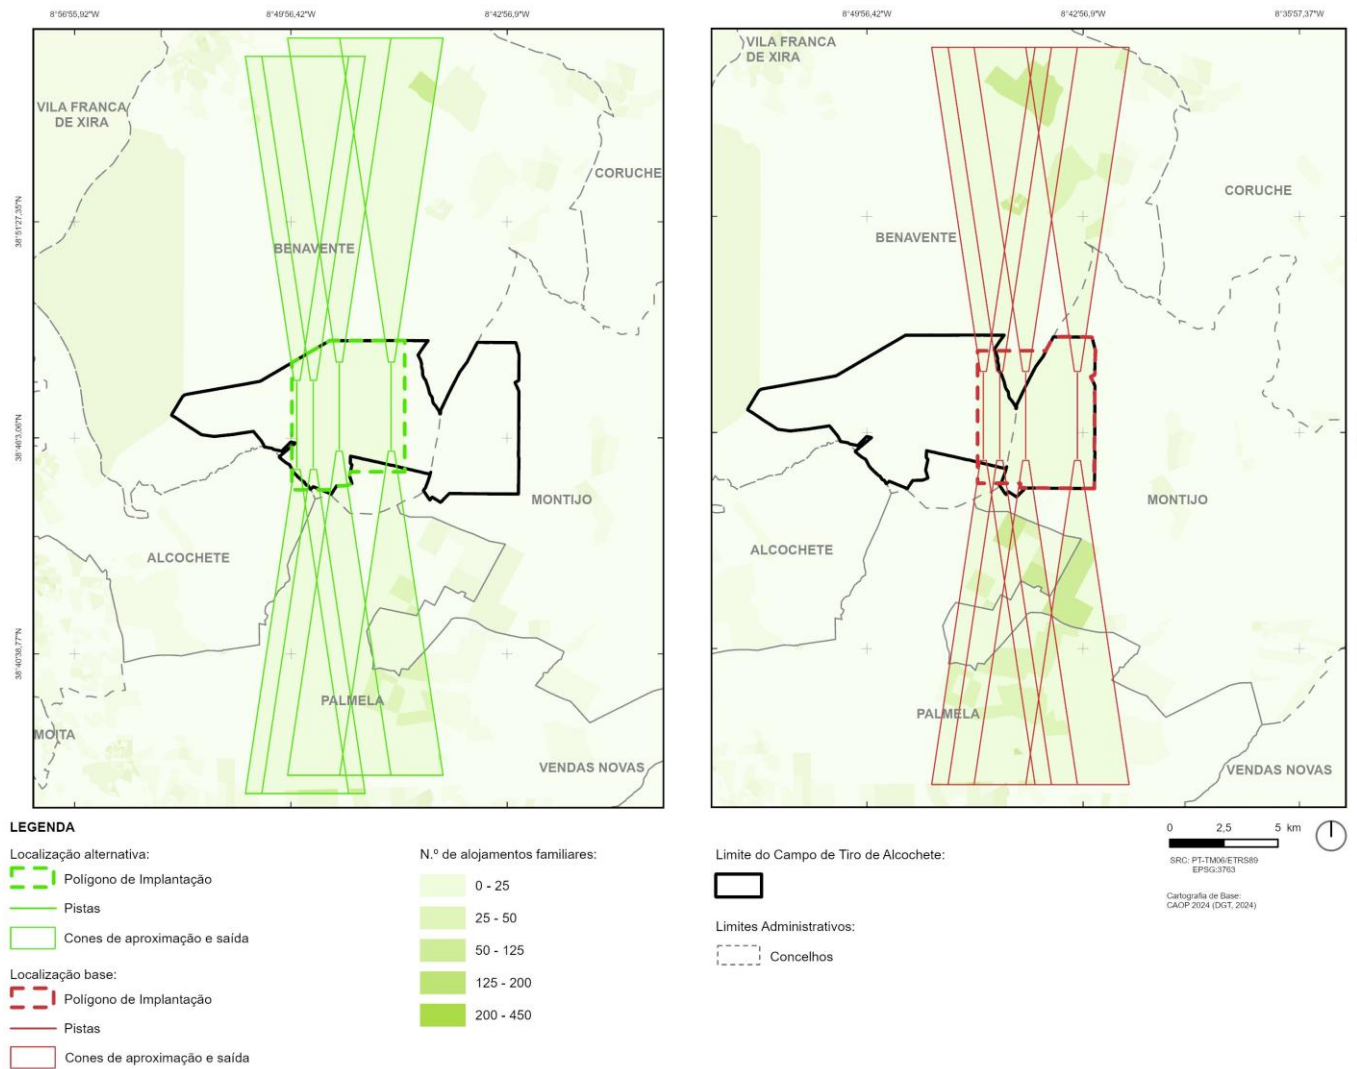 8°56'55,92"W
8°49'56,42"W
8°42'56,9"W
8°49'56,42"W
8°42'56,9"W
8°35'57,37"W
38°51'27,35"N
38°46'3,06"N
38°40'38,77"N
VILA FRANCA
DE XIRA
CORUCHE
BENAVENTE
MONTIJO
ALCOCHETE
PALMELA
MOITA
VENDAS NOVAS
VILA FRANCA
DE XIRA
CORUCHE
BENAVENTE
MONTIJO
ALCOCHETE
PALMELA
VENDAS NOVAS
LEGENDA
Localização alternativa:
Polígono de Implantação
Pistas
Cones de aproximação e saída
Localização base:
Polígono de Implantação
Pistas
Cones de aproximação e saída
N.º de alojamentos familiares:
0 - 25
25 - 50
50 - 125
125 - 200
200 - 450
Limite do Campo de Tiro de Alcochete:
Limites Administrativos:
Concelhos
0 2,5 5 km
SRC: PT-TM06/ETRS89
EPSG:3763
Cartografia de Base:
CAOP 2024 (DGT, 2024)